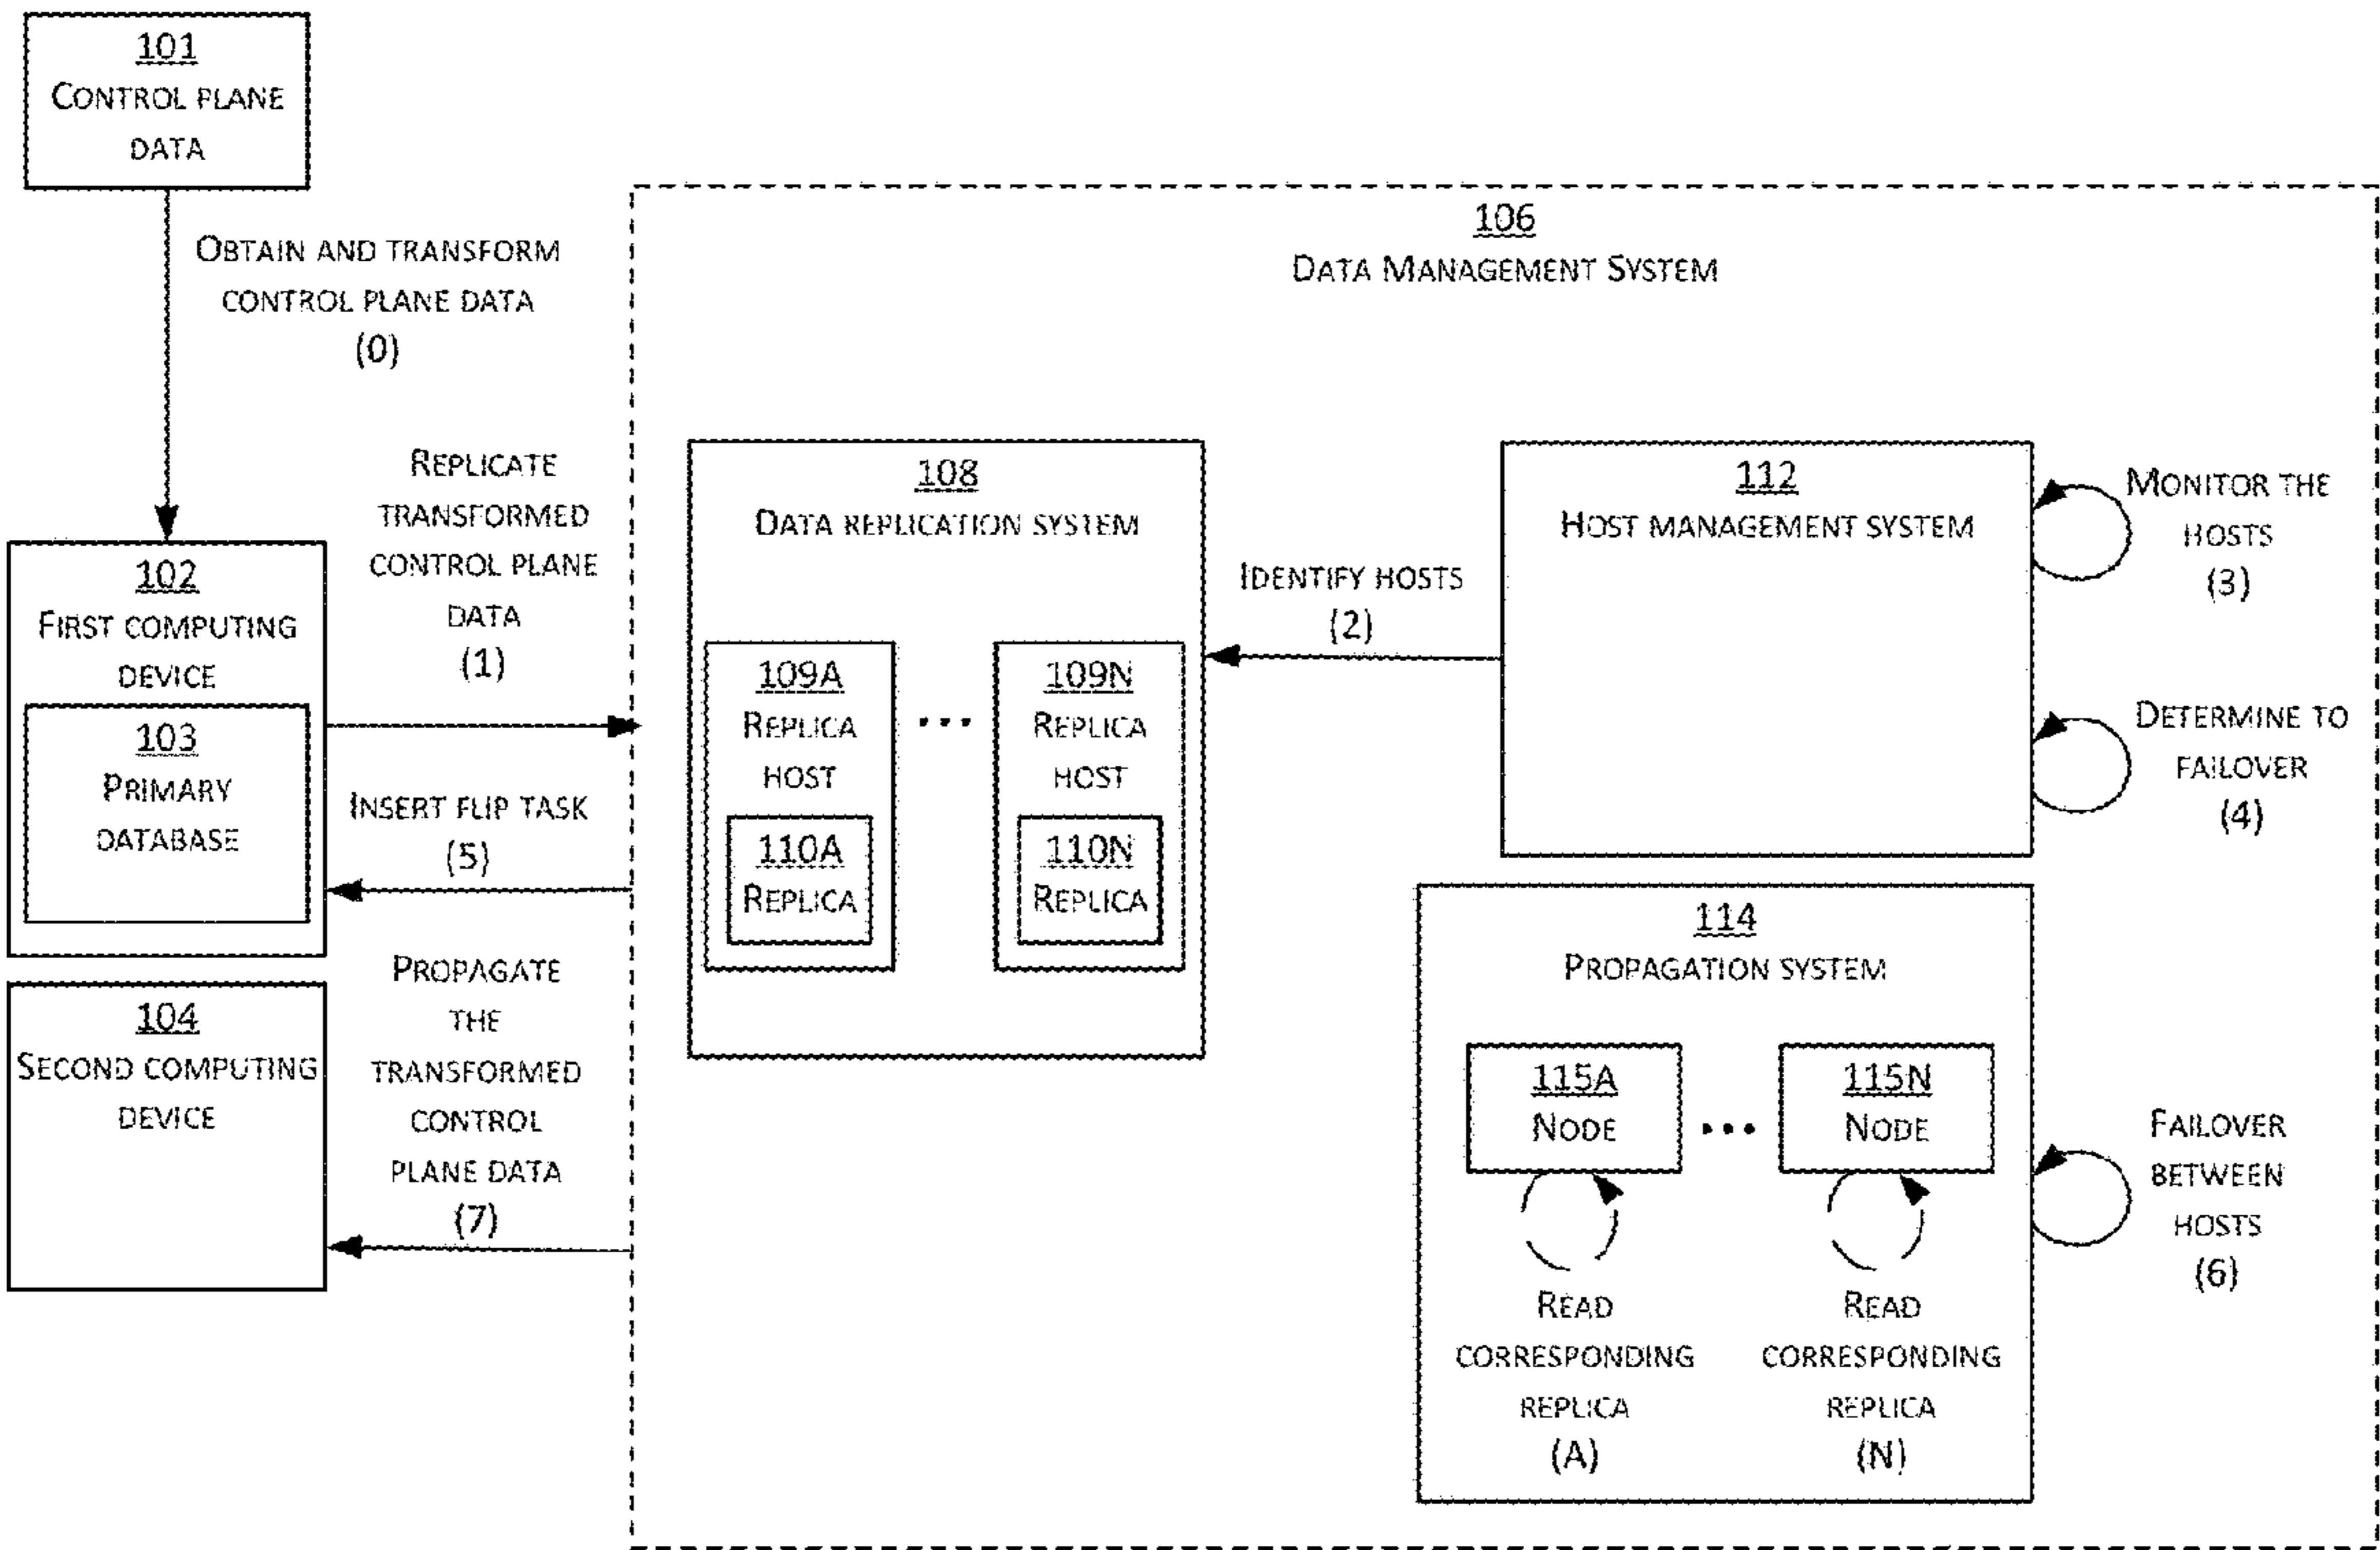 101
CONTROL PLANE
DATA
OBTAIN AND TRANSFORM
CONTROL PLANE DATA
(0)
106
DATA MANAGEMENT SYSTEM
REPLICATE
TRANSFORMED
CONTROL PLANE
DATA
(1)
102
FIRST COMPUTING
DEVICE
103
PRIMARY
DATABASE
INSERT FLIP TASK
(5)
104
SECOND COMPUTING
DEVICE
PROPAGATE
THE
TRANSFORMED
CONTROL
PLANE DATA
(7)
108
DATA REPLICATION SYSTEM
109A
REPLICA
HOST
110A
REPLICA
...
109N
REPLICA
HOST
110N
REPLICA
IDENTIFY HOSTS
(2)
112
HOST MANAGEMENT SYSTEM
MONITOR THE
HOSTS
(3)
DETERMINE TO
FAILOVER
(4)
114
PROPAGATION SYSTEM
115A
NODE
...
115N
NODE
READ
CORRESPONDING
REPLICA
(A)
READ
CORRESPONDING
REPLICA
(N)
FAILOVER
BETWEEN
HOSTS
(6)